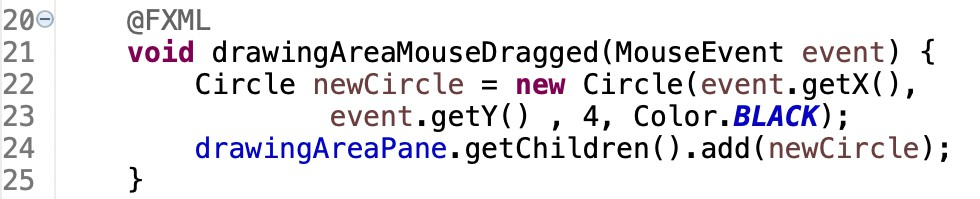 20 @FXML
21 void drawingAreaMouseDragged(MouseEvent event) {
22 Circle newCircle = new Circle(event.getX(),
23 event.getY() , 4, Color.BLACK);
24 drawingAreaPane.getChildren().add(newCircle);
25 }